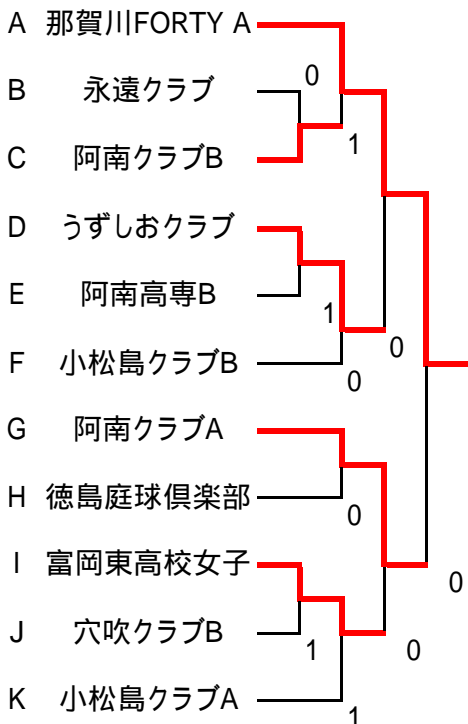 A 那賀川FORTY A
0
B 永遠クラブ
1
C 阿南クラブB
D うずしおクラブ
E 阿南高専B
1
0
F 小松島クラブB
0
G 阿南クラブA
H 徳島庭球倶楽部
0
I 富岡東高校女子
0
J 穴吹クラブB
1
0
K 小松島クラブA
1